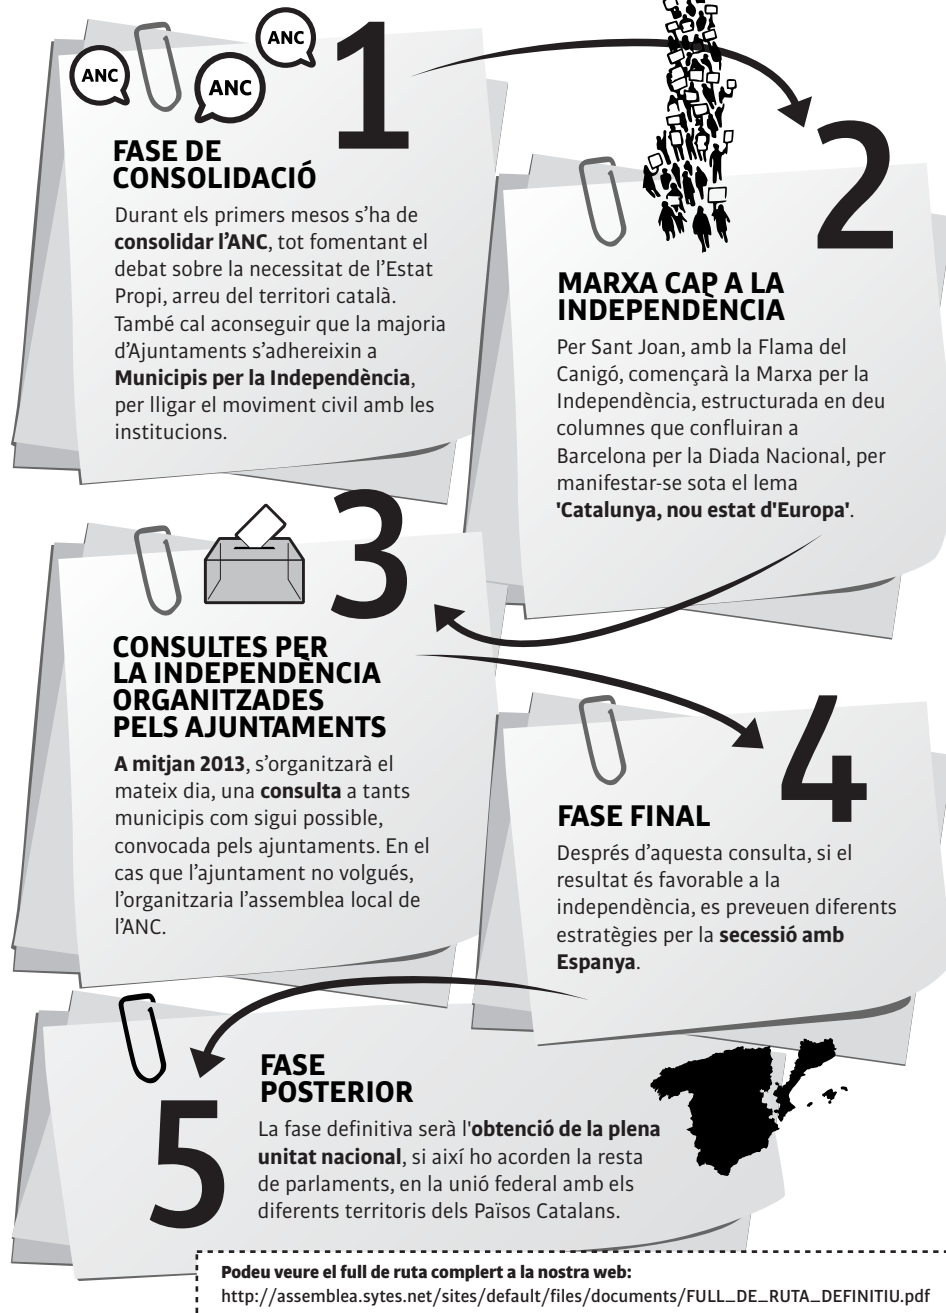 ANC
ANC
ANC
1
FASE DE
CONSOLIDACIÓ
Durant els primers mesos s’ha de
consolidar l’ANC, tot fomentant el
debat sobre la necessitat de l’Estat
Propi, arreu del territori català.
També cal aconseguir que la majoria
d’Ajuntaments s’adhereixin a
Municipis per la Independència,
per lligar el moviment civil amb les
institucions.
2
MARXA CAP A LA
INDEPENDÈNCIA
Per Sant Joan, amb la Flama del
Canigó, començarà la Marxa per la
Independència, estructurada en deu
columnes que confluiran a
Barcelona per la Diada Nacional, per
manifestar-se sota el lema
'Catalunya, nou estat d'Europa'.
3
CONSULTES PER
LA INDEPENDÈNCIA
ORGANITZADES
PELS AJUNTAMENTS
A mitjan 2013, s’organitzarà el
mateix dia, una consulta a tants
municipis com sigui possible,
convocada pels ajuntaments. En el
cas que l’ajuntament no volgués,
l’organitzaria l’assemblea local de
l’ANC.
4
FASE FINAL
Després d’aquesta consulta, si el
resultat és favorable a la
independència, es preveuen diferents
estratègies per la secessió amb
Espanya.
5
FASE
POSTERIOR
La fase definitiva serà l'obtenció de la plena
unitat nacional, si així ho acorden la resta
de parlaments, en la unió federal amb els
diferents territoris dels Països Catalans.
Podeu veure el full de ruta complert a la nostra web:
http://assemblea.sytes.net/sites/default/files/documents/FULL_DE_RUTA_DEFINITIU.pdf